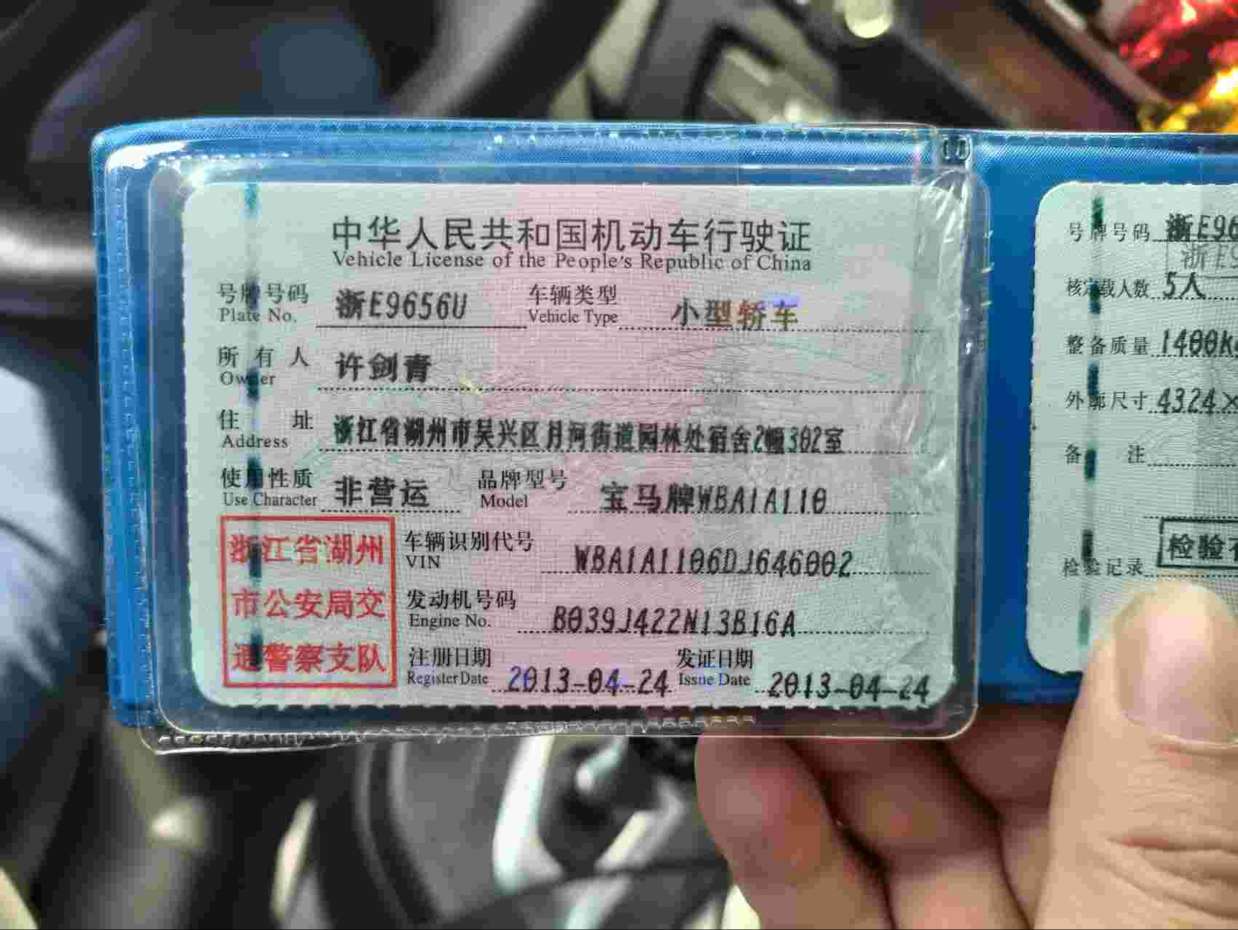 中华人民共和国机动车行驶证
Vehicle License of the People's Republic of China
号牌号码 浙E9656U 车辆类型 小型轿车
Plate No. Vehicle Type
所有人 许剑青
Owner
住址 浙江省湖州市吴兴区月河街道园林处宿舍2幢302室
Address
使用性质 非营运 品牌型号 宝马牌WBA1A110
Use Character Model
浙江省湖州
市公安局交
通警察支队
车辆识别代号 WBA1A1106DJ646002
VIN
发动机号码 B039J422N13B16A
Engine No.
注册日期 2013-04-24 发证日期 2013-04-24
Register Date Issue Date
号牌号码 浙E96
浙E9
核定载人数 5人
整备质量 1400kg
外廓尺寸 4324×
备注
检验记录 检验有